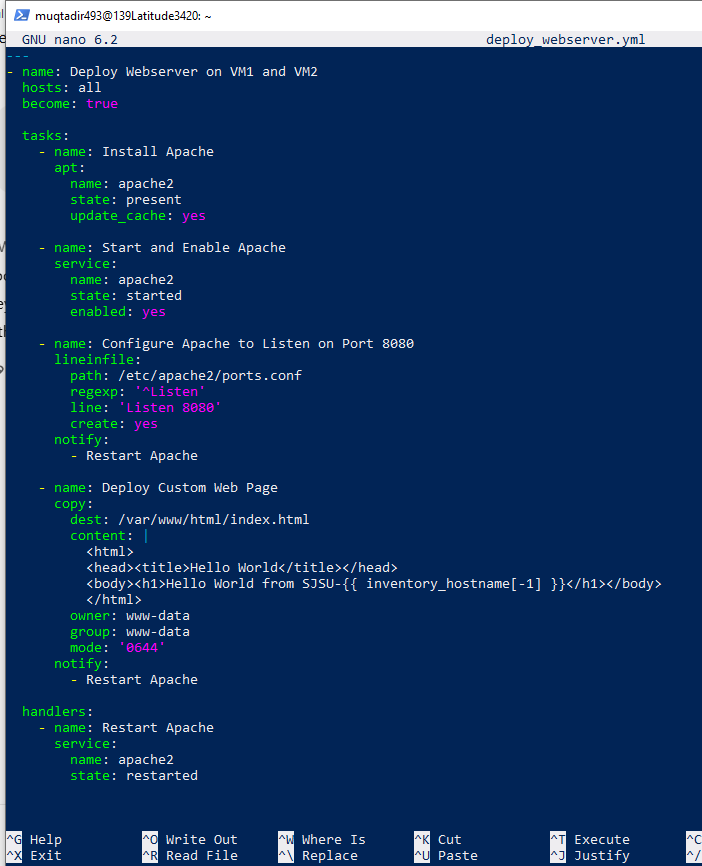 muqtadir493@139Latitude3420: ~
GNU nano 6.2 deploy_webserver.yml
---
- name: Deploy Webserver on VM1 and VM2
  hosts: all
  become: true

  tasks:
    - name: Install Apache
      apt:
        name: apache2
        state: present
        update_cache: yes

    - name: Start and Enable Apache
      service:
        name: apache2
        state: started
        enabled: yes

    - name: Configure Apache to Listen on Port 8080
      lineinfile:
        path: /etc/apache2/ports.conf
        regexp: '^Listen'
        line: 'Listen 8080'
        create: yes
      notify:
        - Restart Apache

    - name: Deploy Custom Web Page
      copy:
        dest: /var/www/html/index.html
        content: |
          <html>
          <head><title>Hello World</title></head>
          <body><h1>Hello World from SJSU-{{ inventory_hostname[-1] }}</h1></body>
          </html>
        owner: www-data
        group: www-data
        mode: '0644'
      notify:
        - Restart Apache

  handlers:
    - name: Restart Apache
      service:
        name: apache2
        state: restarted

^G Help ^O Write Out ^W Where Is ^K Cut ^T Execute ^C
^X Exit ^R Read File ^\ Replace ^U Paste ^J Justify ^/